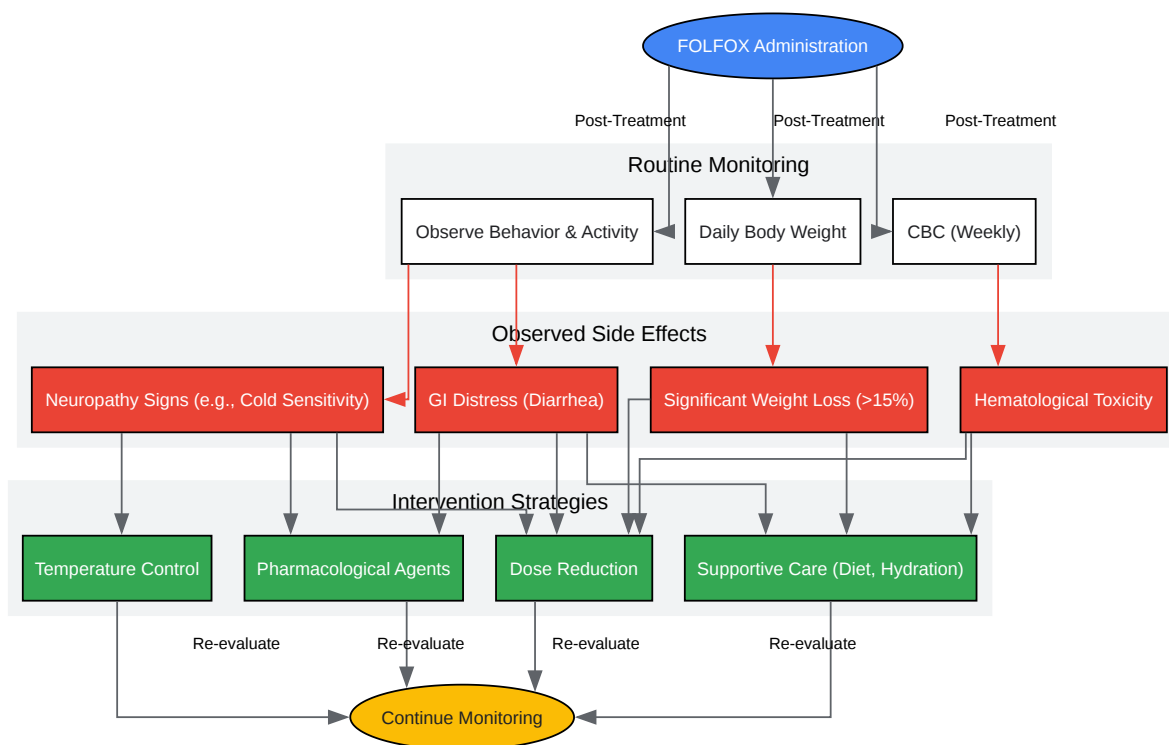 FOLFOX Administration
Post-Treatment
Post-Treatment
Post-Treatment
Routine Monitoring
Observe Behavior & Activity
Daily Body Weight
CBC (Weekly)
Observed Side Effects
Neuropathy Signs (e.g., Cold Sensitivity)
GI Distress (Diarrhea)
Significant Weight Loss (>15%)
Hematological Toxicity
Intervention Strategies
Temperature Control
Pharmacological Agents
Dose Reduction
Supportive Care (Diet, Hydration)
Re-evaluate
Re-evaluate
Re-evaluate
Re-evaluate
Continue Monitoring